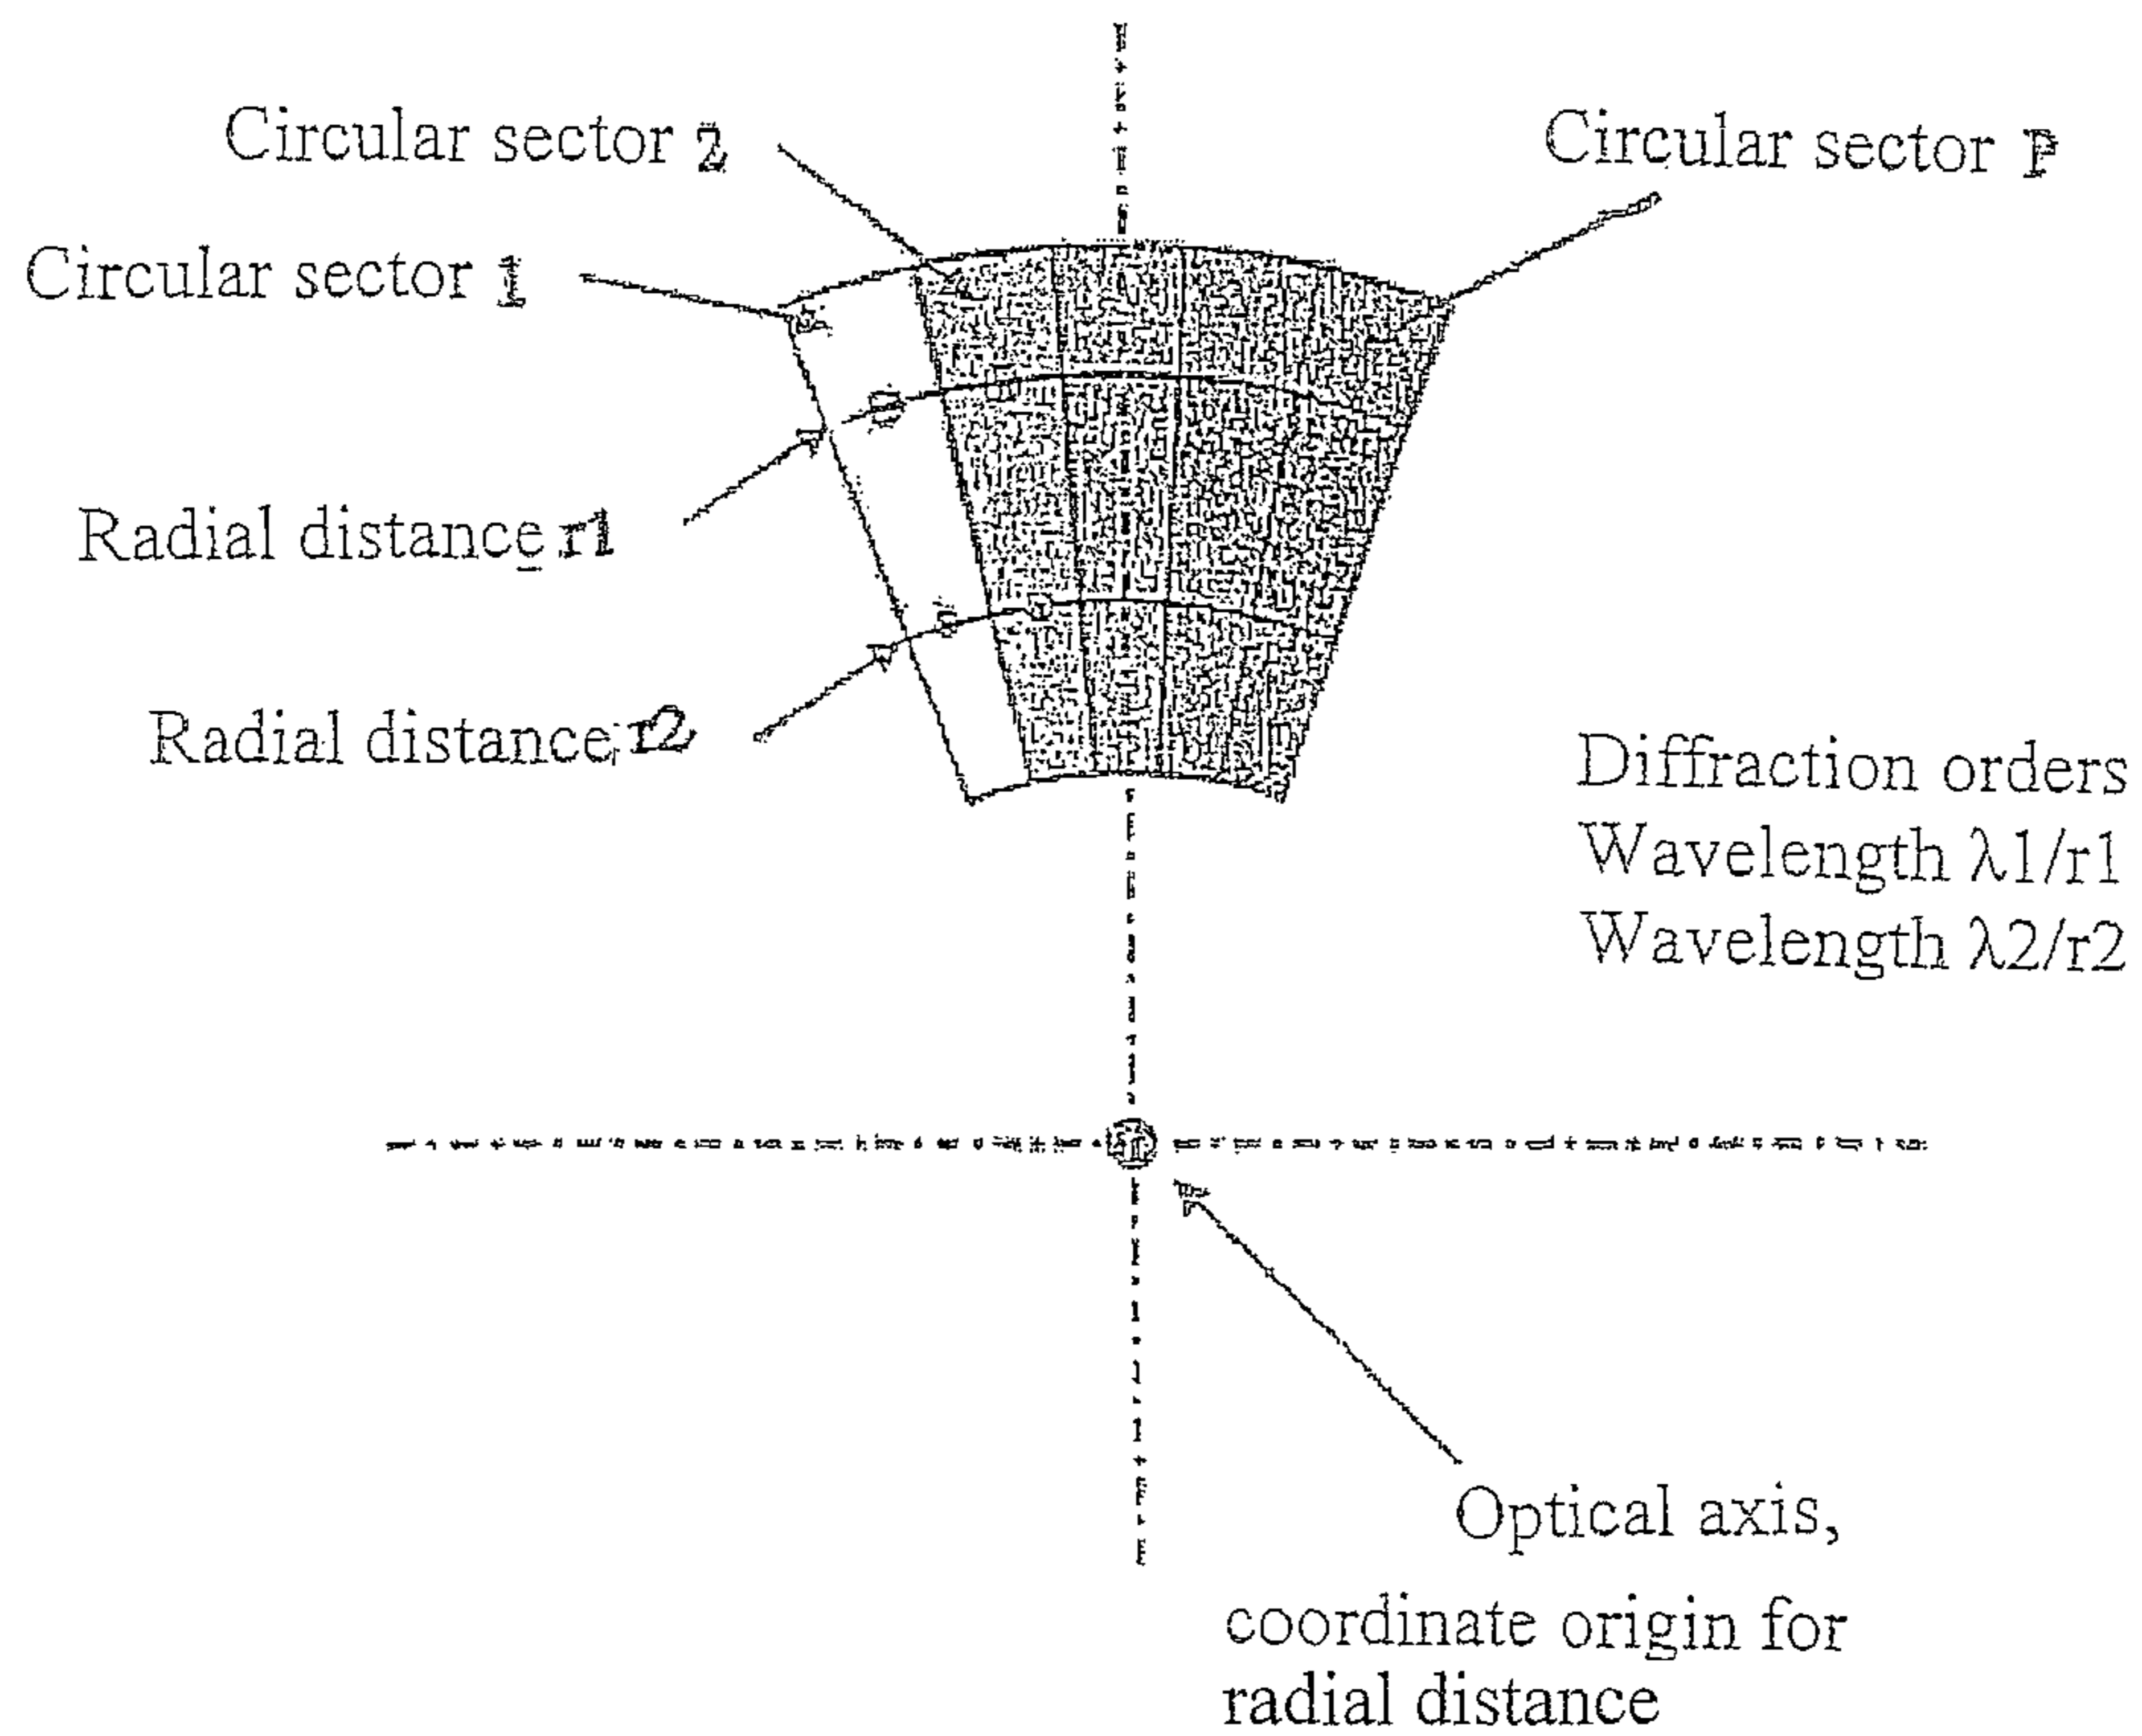 Circular sector 2
Circular sector P
Circular sector 1
Radial distance r1
Radial distance r2
Diffraction orders
Wavelength λ1/r1
Wavelength λ2/r2
Optical axis,
coordinate origin for
radial distance